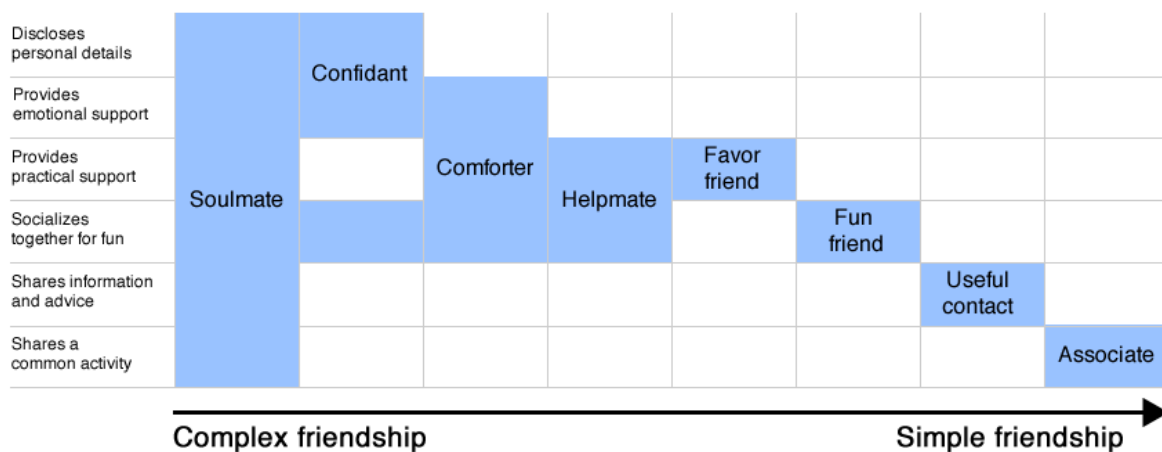 Discloses
personal details
Confidant
Provides
emotional support
Provides
practical support
Soulmate
Comforter
Helpmate
Favor
friend
Socializes
together for fun
Fun
friend
Shares information
and advice
Useful
contact
Shares a
common activity
Associate
Complex friendship
Simple friendship